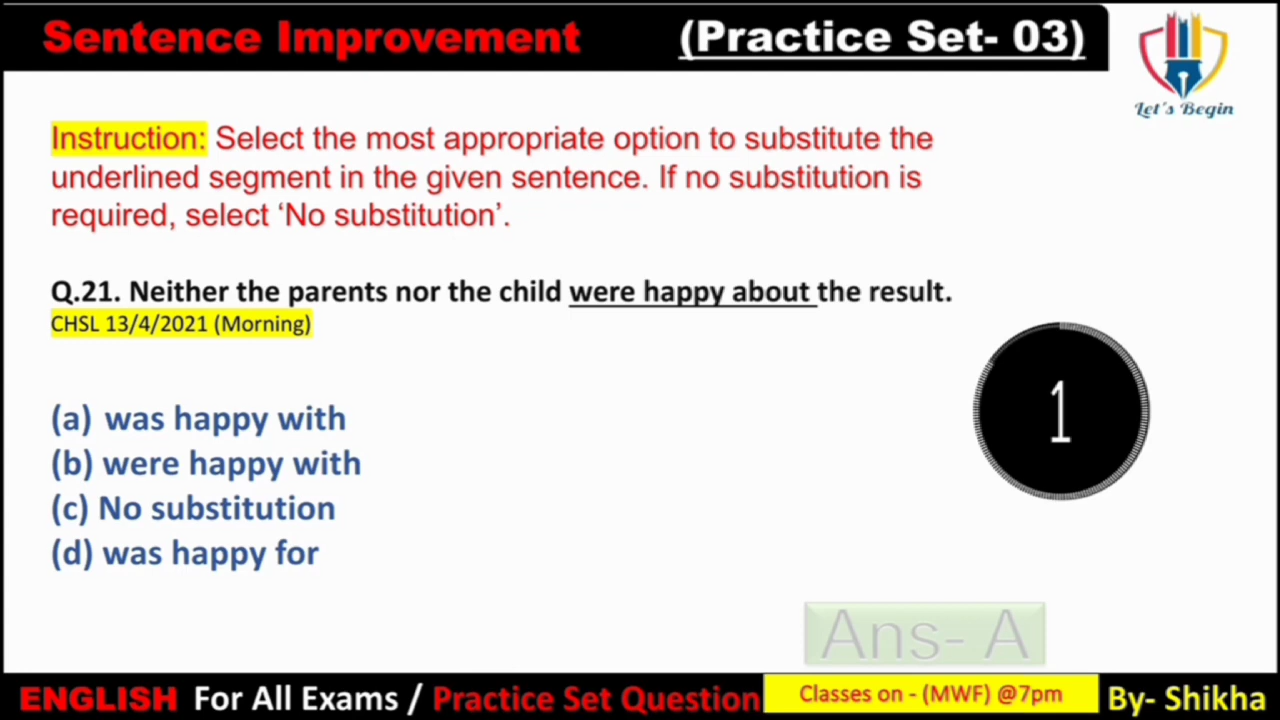 Sentence Improvement (Practice Set- 03)
Let's Begin
Instruction: Select the most appropriate option to substitute the
underlined segment in the given sentence. If no substitution is
required, select ‘No substitution’.
Q.21. Neither the parents nor the child were happy about the result.
CHSL 13/4/2021 (Morning)
1
(a) was happy with
(b) were happy with
(c) No substitution
(d) was happy for
Ans- A
ENGLISH For All Exams / Practice Set Question Classes on - (MWF) @7pm By- Shikha